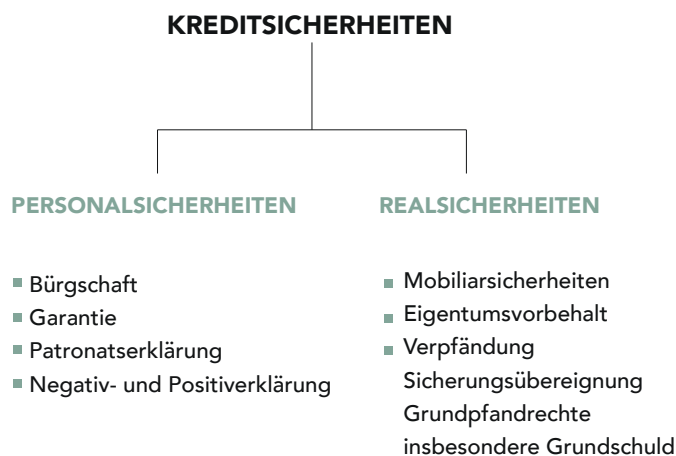 KREDITSICHERHEITEN
PERSONALSICHERHEITEN
Bürgschaft
Garantie
Patronatserklärung
Negativ- und Positiverklärung
REALSICHERHEITEN
Mobiliarsicherheiten
Eigentumsvorbehalt
Verpfändung
Sicherungsübereignung
Grundpfandrechte
insbesondere Grundschuld